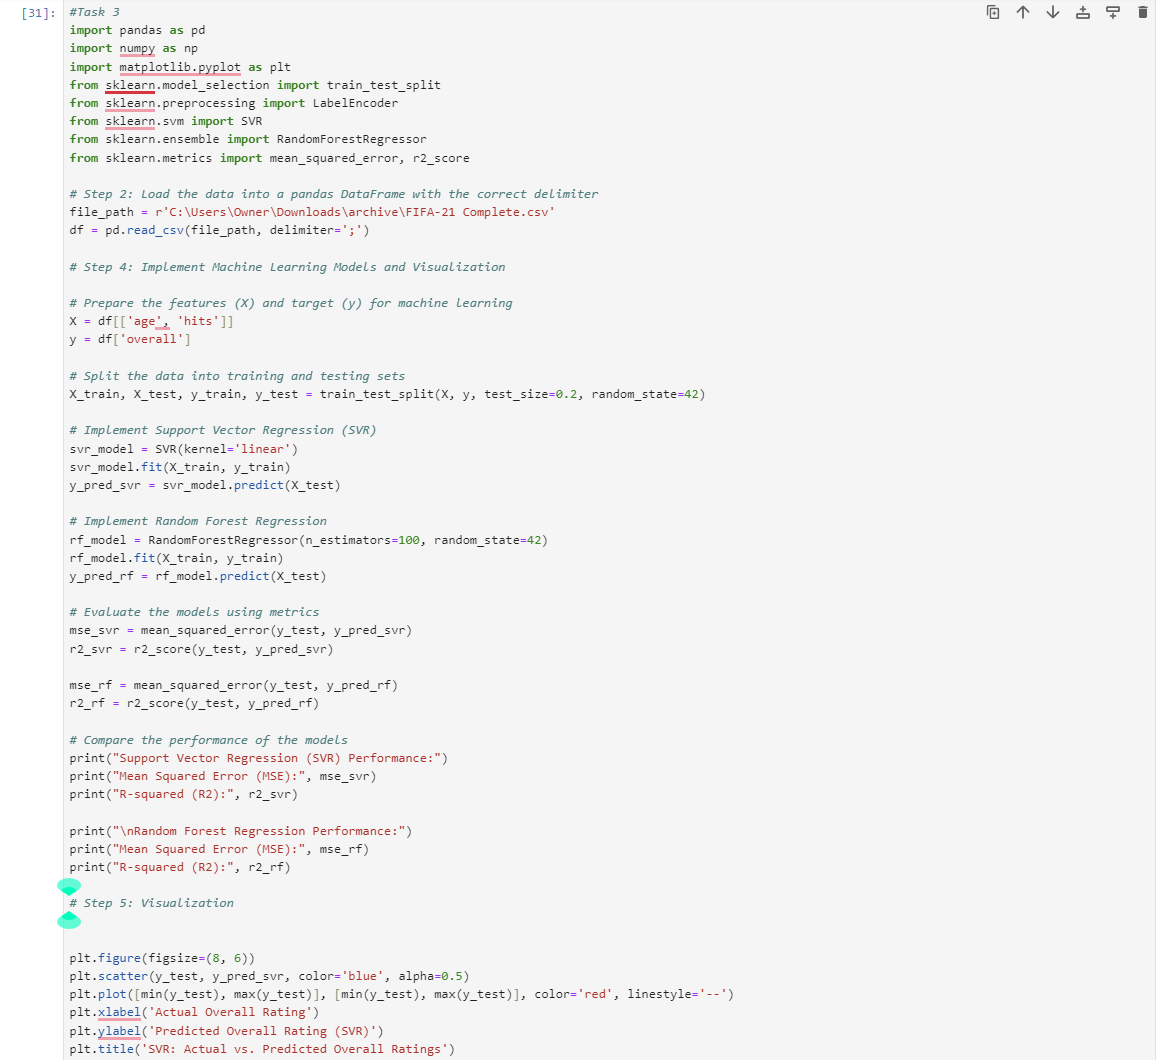 [31]: #Task 3
import pandas as pd
import numpy as np
import matplotlib.pyplot as plt
from sklearn.model_selection import train_test_split
from sklearn.preprocessing import LabelEncoder
from sklearn.svm import SVR
from sklearn.ensemble import RandomForestRegressor
from sklearn.metrics import mean_squared_error, r2_score
# Step 2: Load the data into a pandas DataFrame with the correct delimiter
file_path = r'C:\Users\Owner\Downloads\archive\FIFA-21 Complete.csv'
df = pd.read_csv(file_path, delimiter=';')
# Step 4: Implement Machine Learning Models and Visualization
# Prepare the features (X) and target (y) for machine learning
X = df[['age', 'hits']]
y = df['overall']
# Split the data into training and testing sets
X_train, X_test, y_train, y_test = train_test_split(X, y, test_size=0.2, random_state=42)
# Implement Support Vector Regression (SVR)
svr_model = SVR(kernel='linear')
svr_model.fit(X_train, y_train)
y_pred_svr = svr_model.predict(X_test)
# Implement Random Forest Regression
rf_model = RandomForestRegressor(n_estimators=100, random_state=42)
rf_model.fit(X_train, y_train)
y_pred_rf = rf_model.predict(X_test)
# Evaluate the models using metrics
mse_svr = mean_squared_error(y_test, y_pred_svr)
r2_svr = r2_score(y_test, y_pred_svr)
mse_rf = mean_squared_error(y_test, y_pred_rf)
r2_rf = r2_score(y_test, y_pred_rf)
# Compare the performance of the models
print("Support Vector Regression (SVR) Performance:")
print("Mean Squared Error (MSE):", mse_svr)
print("R-squared (R2):", r2_svr)
print("\nRandom Forest Regression Performance:")
print("Mean Squared Error (MSE):", mse_rf)
print("R-squared (R2):", r2_rf)
# Step 5: Visualization
plt.figure(figsize=(8, 6))
plt.scatter(y_test, y_pred_svr, color='blue', alpha=0.5)
plt.plot([min(y_test), max(y_test)], [min(y_test), max(y_test)], color='red', linestyle='--')
plt.xlabel('Actual Overall Rating')
plt.ylabel('Predicted Overall Rating (SVR)')
plt.title('SVR: Actual vs. Predicted Overall Ratings')